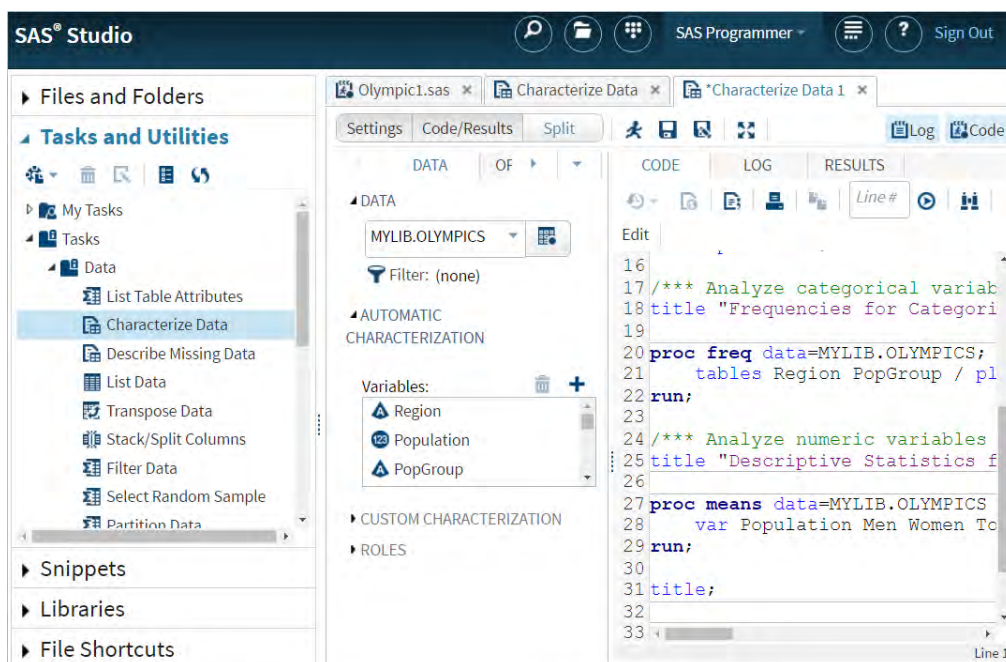 SAS® Studio
SAS Programmer
Sign Out
Files and Folders
Tasks and Utilities
My Tasks
Tasks
Data
List Table Attributes
Characterize Data
Describe Missing Data
List Data
Transpose Data
Stack/Split Columns
Filter Data
Select Random Sample
Partition Data
Snippets
Libraries
File Shortcuts
Olympic1.sas
Characterize Data
*Characterize Data 1
Settings Code/Results Split
DATA OF
DATA
MYLIB.OLYMPICS
Filter: (none)
AUTOMATIC
CHARACTERIZATION
Variables:
Region
123 Population
PopGroup
CUSTOM CHARACTERIZATION
ROLES
Log Code
CODE LOG RESULTS
Line #
Edit
16
17 /*** Analyze categorical variab
18 title "Frequencies for Categori
19
20 proc freq data=MYLIB.OLYMPICS;
21 tables Region PopGroup / pl
22 run;
23
24 /*** Analyze numeric variables
25 title "Descriptive Statistics f
26
27 proc means data=MYLIB.OLYMPICS
28 var Population Men Women To
29 run;
30
31 title;
32
33
Line 1